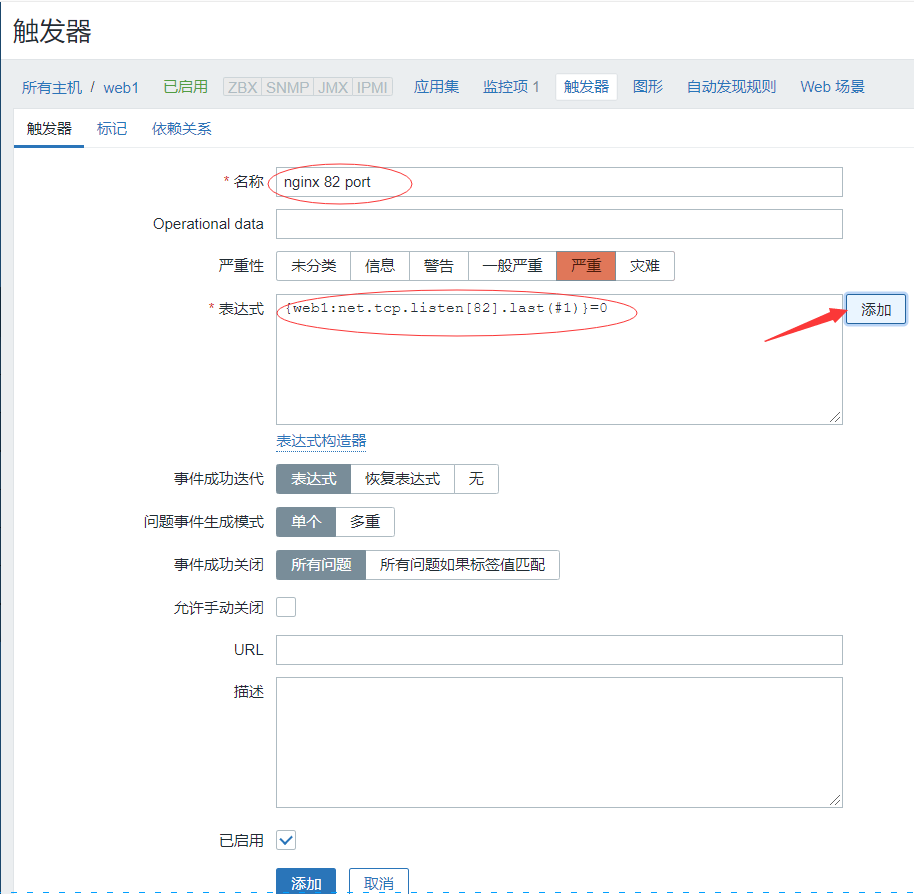 触发器
所有主机 / web1 已启用 ZBX SNMP JMX IPMI 应用集 监控项 1 触发器 图形 自动发现规则 Web 场景
触发器 标记 依赖关系
* 名称 nginx 82 port
Operational data
严重性 未分类 信息 警告 一般严重 严重 灾难
* 表达式 {web1:net.tcp.listen[82].last(#1)}=0 添加
表达式构造器
事件成功迭代 表达式 恢复表达式 无
问题事件生成模式 单个 多重
事件成功关闭 所有问题 所有问题如果标签值匹配
允许手动关闭
URL
描述
已启用
添加 取消